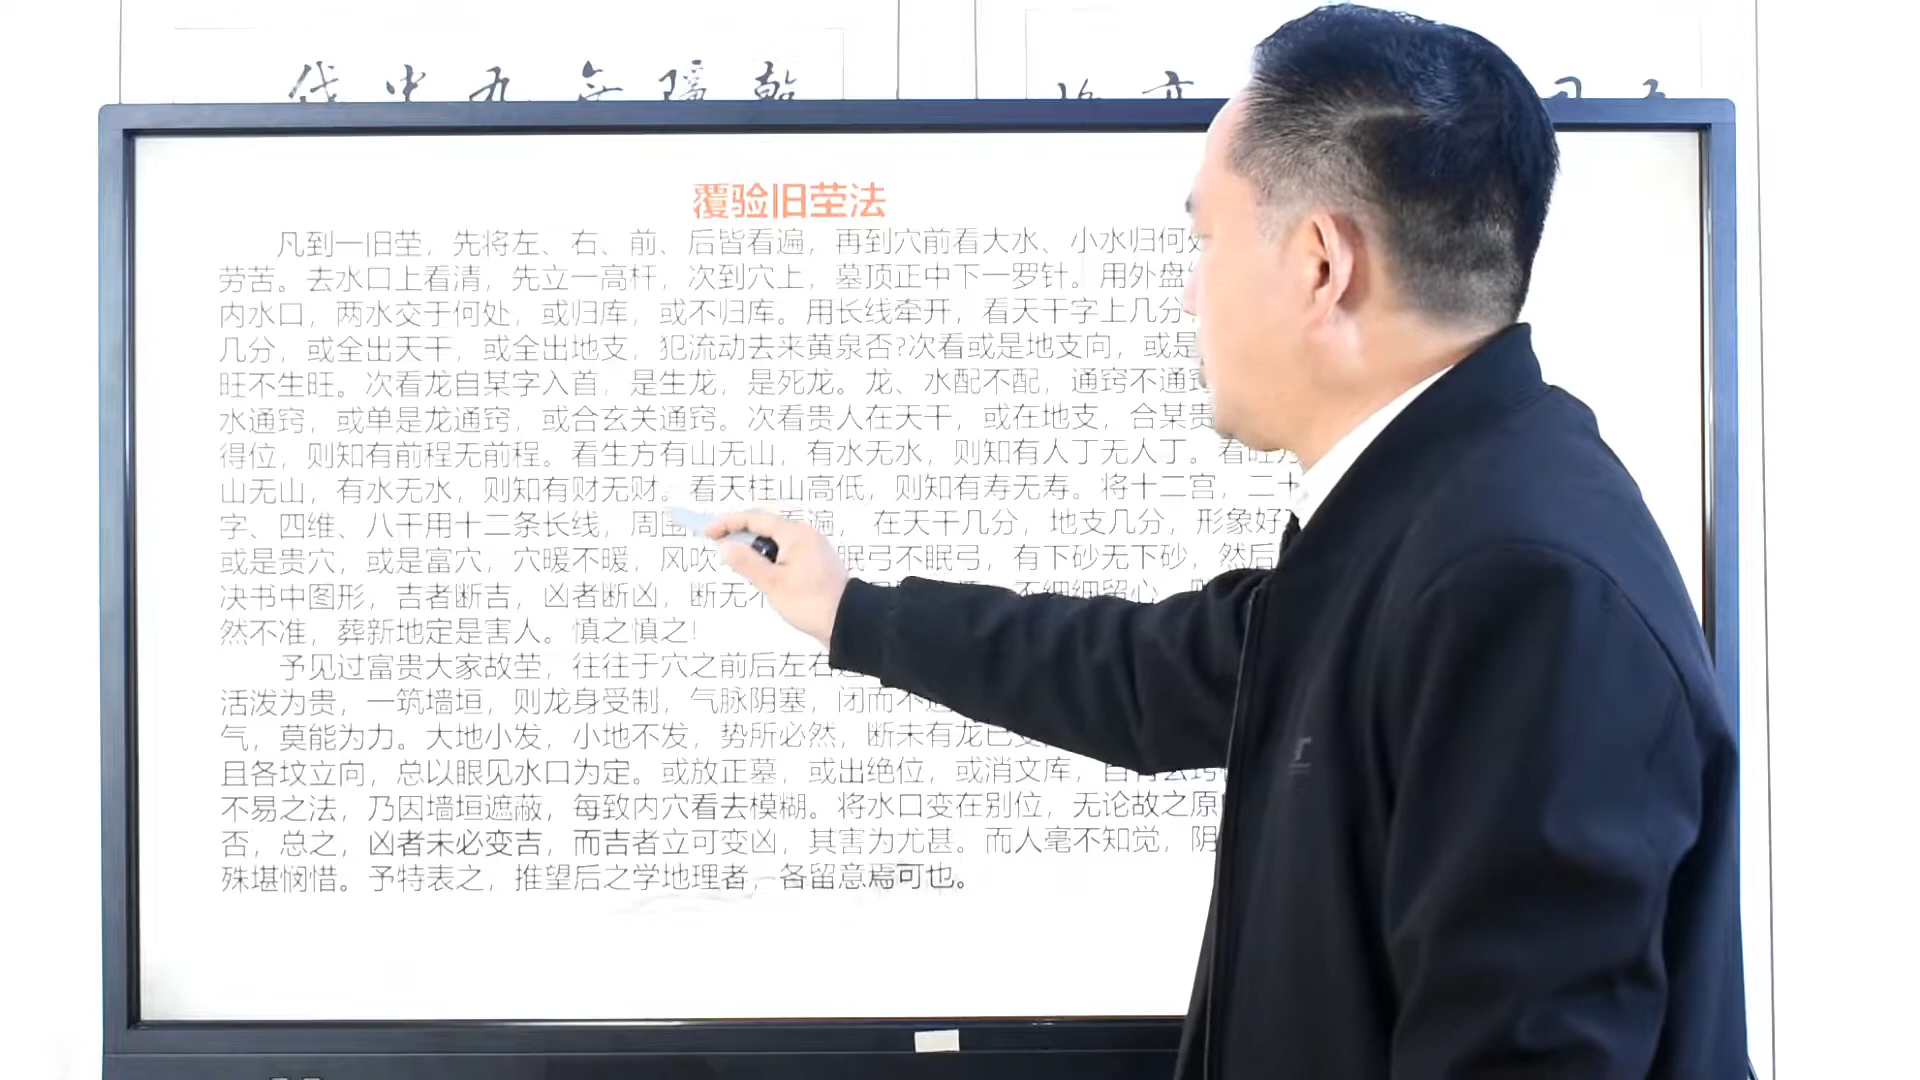 覆验旧茔法
凡到一旧茔，先将左、右、前、后皆看遍，再到穴前看大水、小水归何处
劳苦。去水口上看清，先立一高杆，次到穴上，墓顶正中下一罗针。用外盘
内水口，两水交于何处，或归库，或不归库。用长线牵开，看天干字上几分，
几分，或全出天干，或全出地支，犯流动去来黄泉否?次看或是地支向，或是
旺不生旺。次看龙自某字入首，是生龙，是死龙。龙、水配不配，通窍不通窍
水通窍，或单是龙通窍，或合玄关通窍。次看贵人在天干，或在地支，合某贵
得位，则知有前程无前程。看生方有山无山，有水无水，则知有人丁无人丁。看旺方
山无山，有水无水，则知有财无财。看天柱山高低，则知有寿无寿。将十二宫，二十
字、四维、八干用十二条长线，周围 看遍， 在天干几分，地支几分，形象好
或是贵穴，或是富穴，穴暖不暖，风吹 眠弓不眠弓，有下砂无下砂，然后
决书中图形，吉者断吉，凶者断凶，断无不 不细细留心，
然不准，葬新地定是害人。慎之慎之!
予见过富贵大家故茔，往往于穴之前后左右
活泼为贵，一筑墙垣，则龙身受制，气脉阴塞，闭而不
气，莫能为力。大地小发，小地不发，势所必然，断未有龙已受
且各坟立向，总以眼见水口为定。或放正墓，或出绝位，或消文库，自有
不易之法，乃因墙垣遮蔽，每致内穴看去模糊。将水口变在别位，无论故之原
否，总之，凶者未必变吉，而吉者立可变凶，其害为尤甚。而人毫不知觉，阴
殊堪悯惜。予特表之，推望后之学地理者，各留意焉可也。